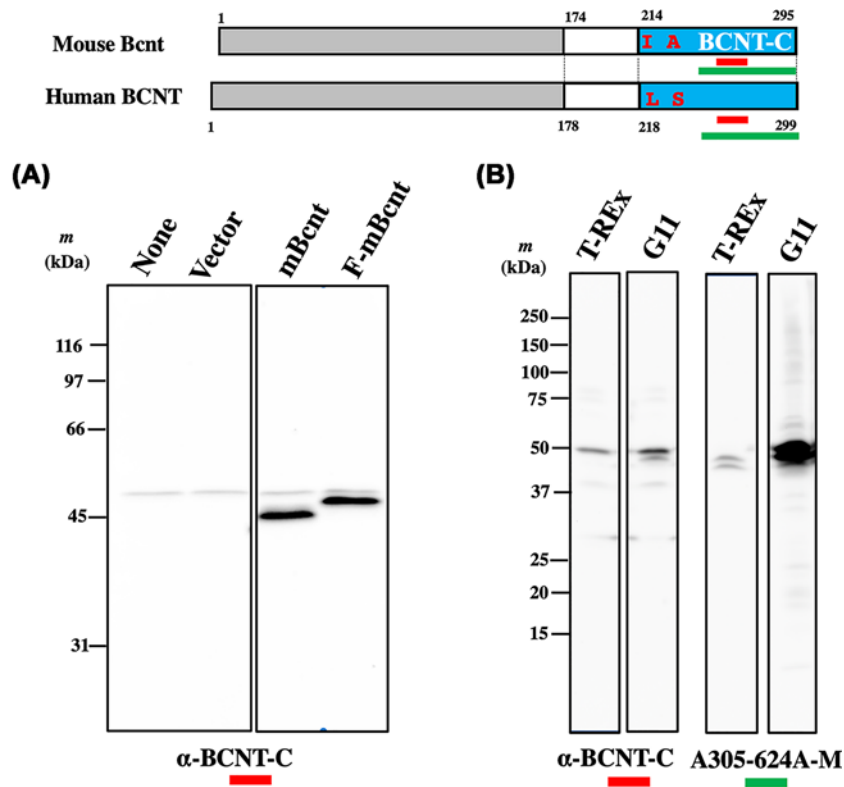 1 174 214 295
Mouse Bcnt I A BCNT-C
Human BCNT L S
1 178 218 299
(A) (B)
None Vector mBcnt F-mBcnt
T-REx G11 T-REx G11
m
(kDa)
116
97
66
45
31
m
(kDa)
250
150
100
75
50
37
25
20
15
α-BCNT-C
α-BCNT-C A305-624A-M